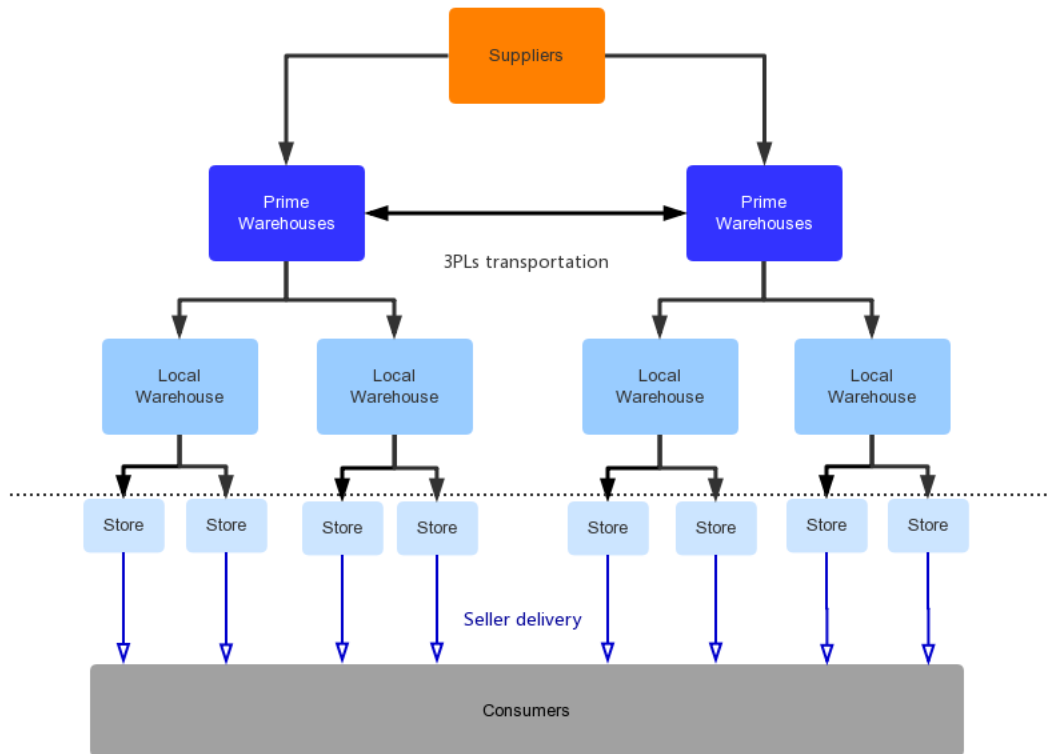 Suppliers
Prime
Warehouses
Prime
Warehouses
3PLs transportation
Local
Warehouse
Local
Warehouse
Local
Warehouse
Local
Warehouse
Store
Store
Store
Store
Store
Store
Store
Store
Seller delivery
Consumers